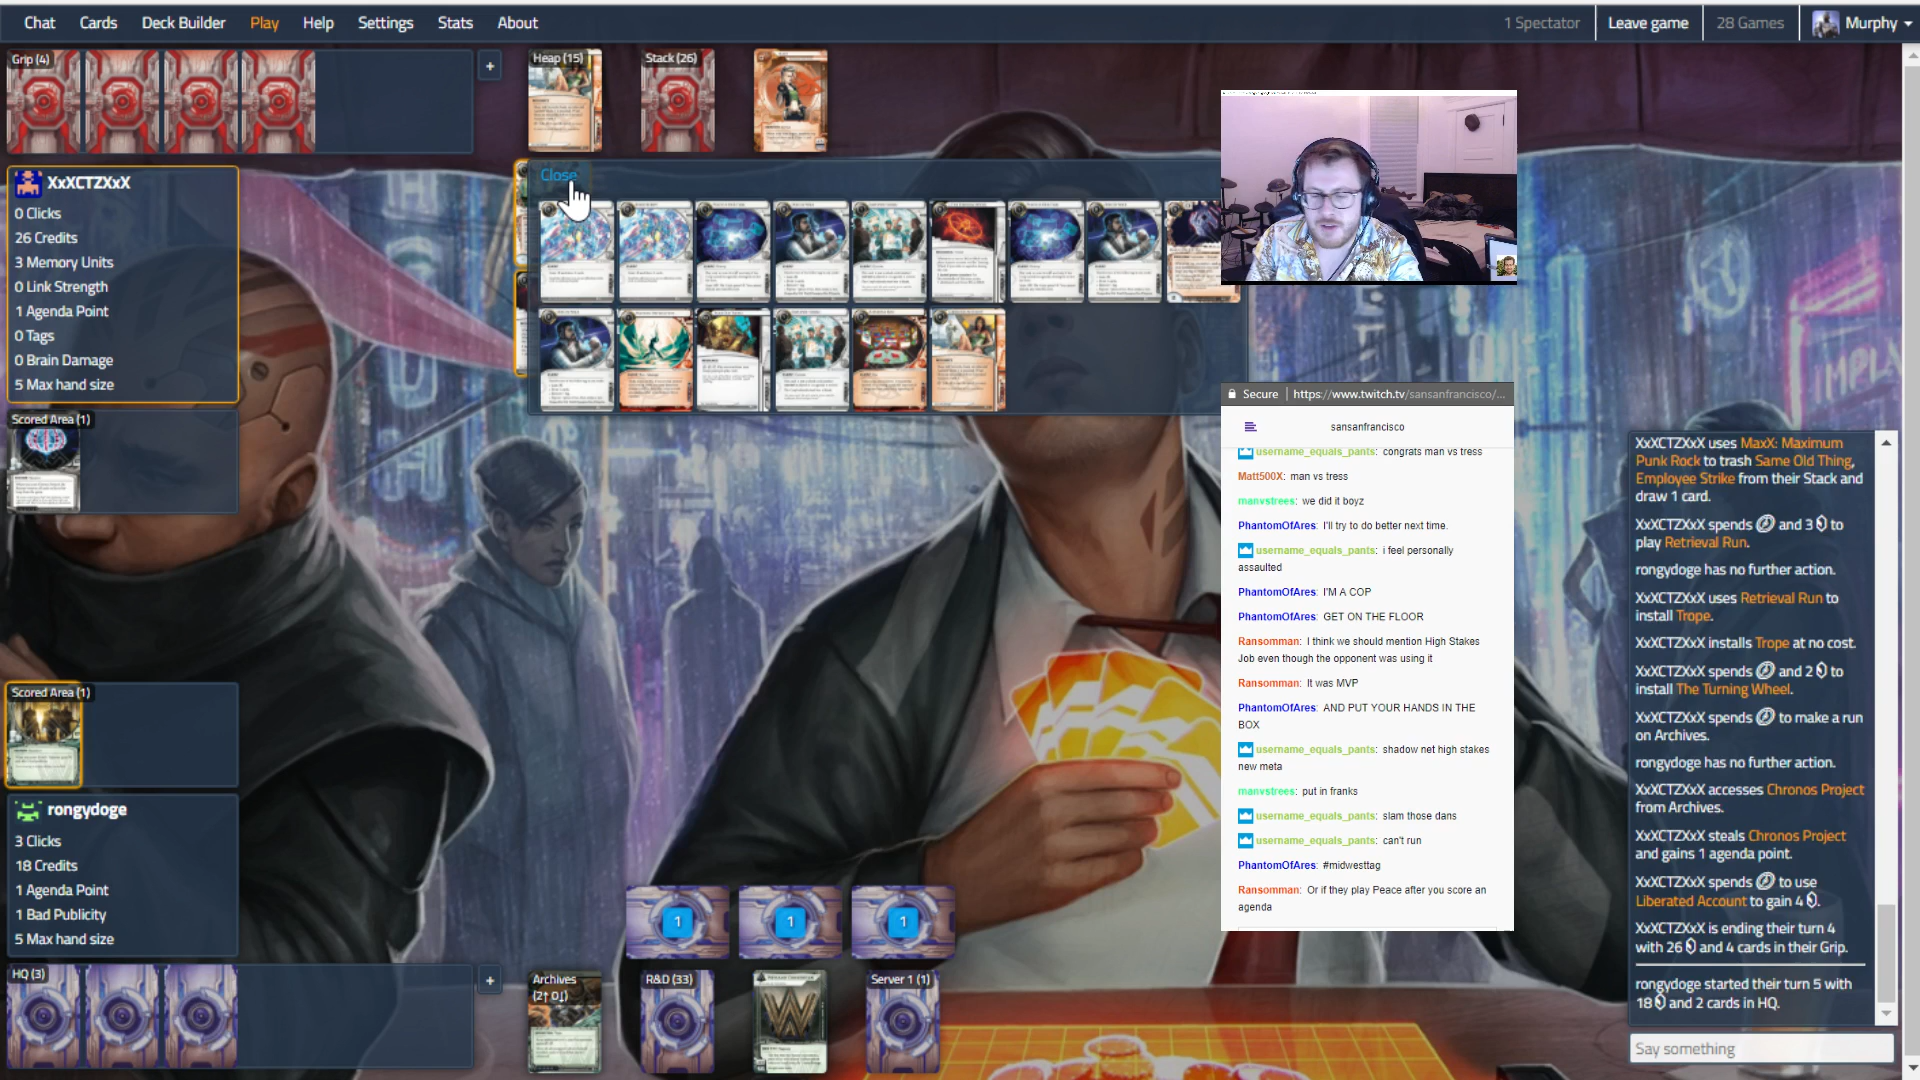 Chat Cards Deck Builder Play Help Settings Stats About
1 Spectator Leave game 28 Games Murphy
Grip (4)
Heap (15)
Stack (26)
Close
XxXCTZXxX
0 Clicks
26 Credits
3 Memory Units
0 Link Strength
1 Agenda Point
0 Tags
0 Brain Damage
5 Max hand size
Scored Area (1)
Scored Area (1)
rongydoge
3 Clicks
18 Credits
1 Agenda Point
1 Bad Publicity
5 Max hand size
HQ (3)
1
1
1
Archives
(2↑ 0↓)
R&D (33)
Server 1 (1)
IMPL
Secure https://www.twitch.tv/sansanfrancisco/...
sansanfrancisco
username_equals_pants: congrats man vs tress
Matt500X: man vs tress
manvstrees: we did it boyz
PhantomOfAres: I'll try to do better next time.
username_equals_pants: i feel personally
assaulted
PhantomOfAres: I'M A COP
PhantomOfAres: GET ON THE FLOOR
Ransomman: I think we should mention High Stakes
Job even though the opponent was using it
Ransomman: It was MVP
PhantomOfAres: AND PUT YOUR HANDS IN THE
BOX
username_equals_pants: shadow net high stakes
new meta
manvstrees: put in franks
username_equals_pants: slam those dans
username_equals_pants: can't run
PhantomOfAres: #midwesttag
Ransomman: Or if they play Peace after you score an
agenda
XxXCTZXxX uses MaxX: Maximum
Punk Rock to trash Same Old Thing,
Employee Strike from their Stack and
draw 1 card.
XxXCTZXxX spends and 3 to
play Retrieval Run.
rongydoge has no further action.
XxXCTZXxX uses Retrieval Run to
install Trope.
XxXCTZXxX installs Trope at no cost.
XxXCTZXxX spends and 2 to
install The Turning Wheel.
XxXCTZXxX spends to make a run
on Archives.
rongydoge has no further action.
XxXCTZXxX accesses Chronos Project
from Archives.
XxXCTZXxX steals Chronos Project
and gains 1 agenda point.
XxXCTZXxX spends to use
Liberated Account to gain 4 .
XxXCTZXxX is ending their turn 4
with 26 and 4 cards in their Grip.
rongydoge started their turn 5 with
18 and 2 cards in HQ.
Say something